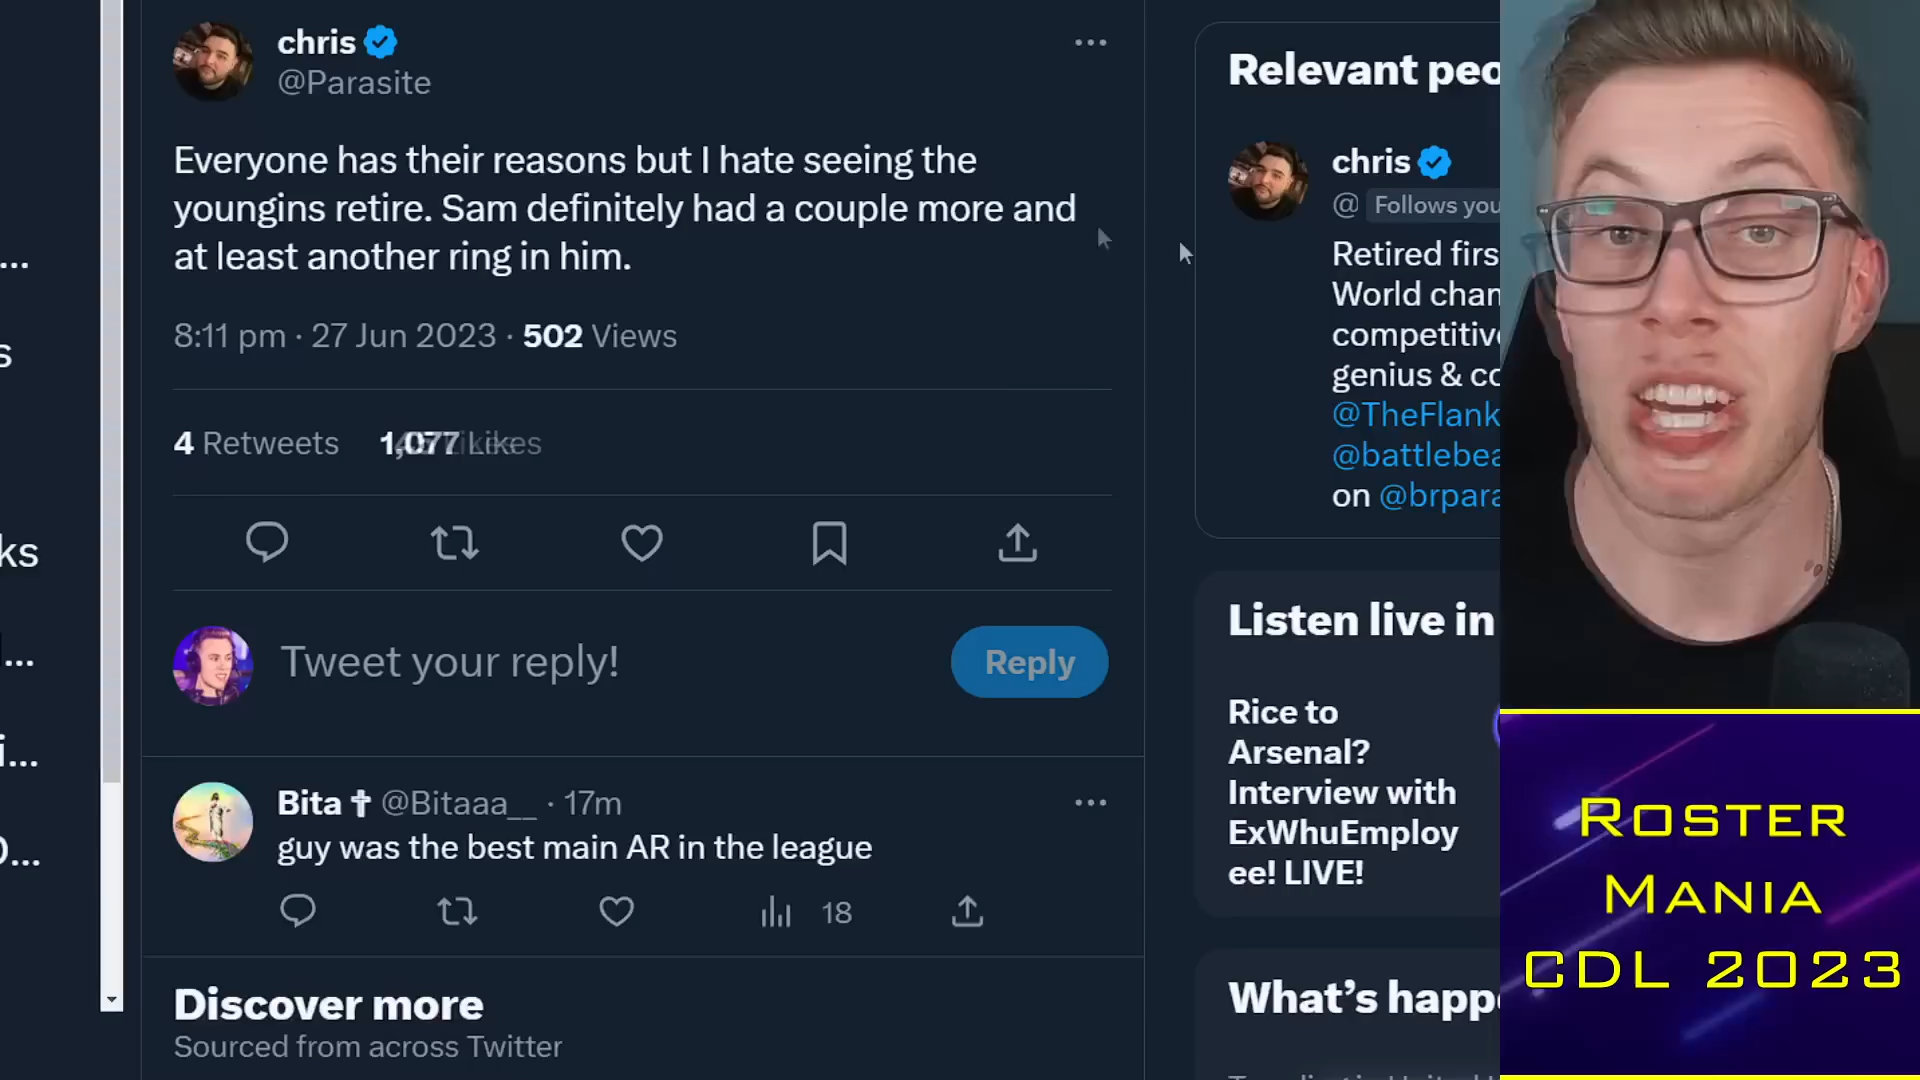 chris
@Parasite
Everyone has their reasons but I hate seeing the
youngins retire. Sam definitely had a couple more and
at least another ring in him.
8:11 pm · 27 Jun 2023 · 502 Views
4 Retweets
Tweet your reply!
Reply
Bita ✝ @Bitaaa__ · 17m
guy was the best main AR in the league
18
Discover more
Sourced from across Twitter
Relevant peo
chris
@ Follows you
Retired firs
World cham
competitive
genius & co
@TheFlank
@battlebea
on @brpara
Listen live in
Rice to
Arsenal?
Interview with
ExWhuEmploy
ee! LIVE!
What's happe
Roster
Mania
CDL 2023
...
s
ks
...
i...
...